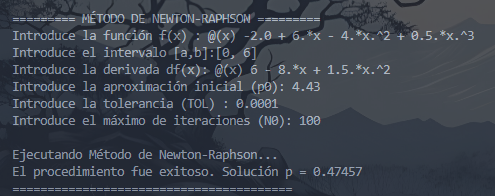 ========= MÉTODO DE NEWTON-RAPHSON =========
Introduce la función f(x) : @(x) -2.0 + 6.*x - 4.*x.^2 + 0.5.*x.^3
Introduce el intervalo [a,b]:[0, 6]
Introduce la derivada df(x): @(x) 6 - 8.*x + 1.5.*x.^2
Introduce la aproximación inicial (p0): 4.43
Introduce la tolerancia (TOL) : 0.0001
Introduce el máximo de iteraciones (N0): 100
Ejecutando Método de Newton-Raphson...
El procedimiento fue exitoso. Solución p = 0.47457
========================================